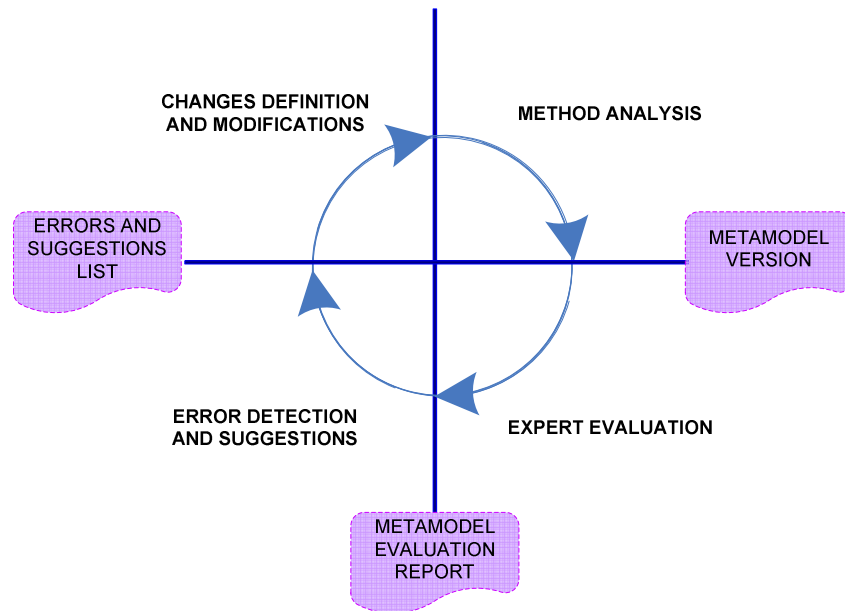 CHANGES DEFINITION
AND MODIFICATIONS
METHOD ANALYSIS
ERRORS AND
SUGGESTIONS
LIST
METAMODEL
VERSION
ERROR DETECTION
AND SUGGESTIONS
EXPERT EVALUATION
METAMODEL
EVALUATION
REPORT